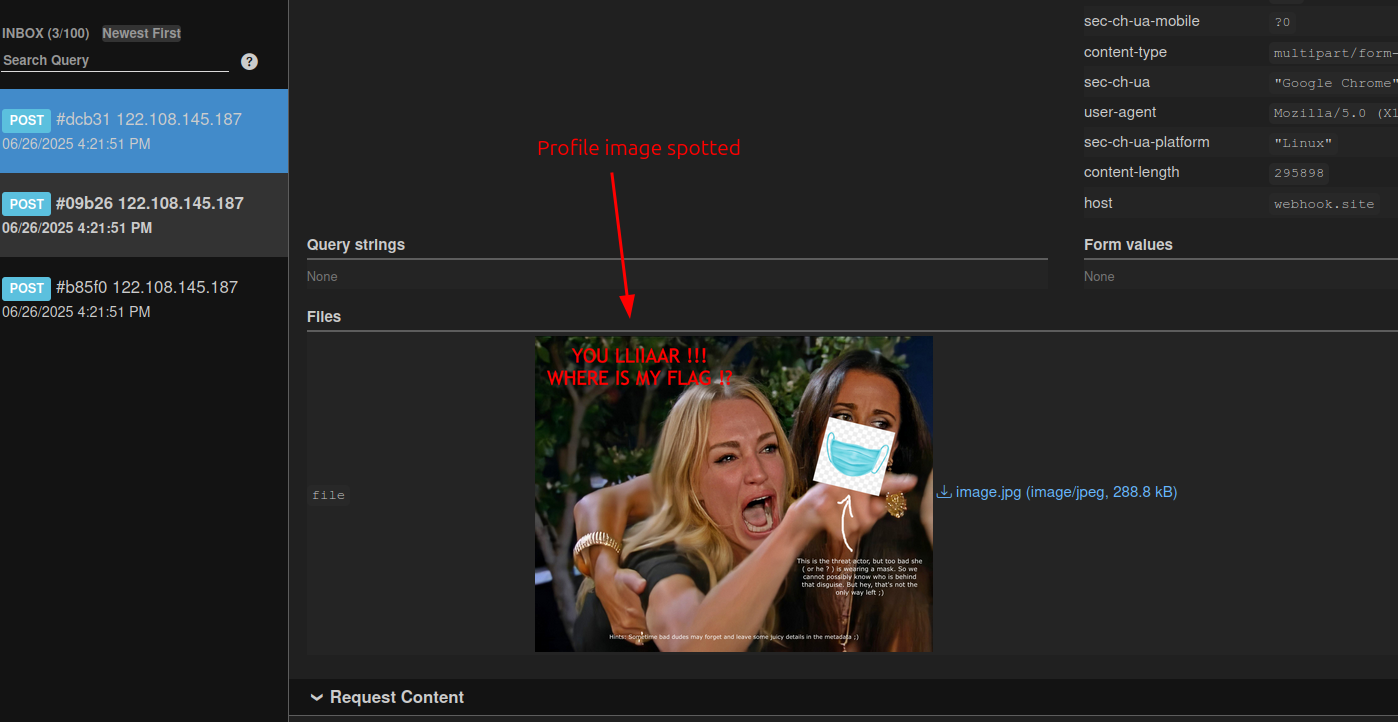 INBOX (3/100) Newest First
Search Query ?
POST #dcb31 122.108.145.187
06/26/2025 4:21:51 PM
POST #09b26 122.108.145.187
06/26/2025 4:21:51 PM
POST #b85f0 122.108.145.187
06/26/2025 4:21:51 PM
Profile image spotted
sec-ch-ua-mobile ?0
content-type multipart/form-
sec-ch-ua "Google Chrome"
user-agent Mozilla/5.0 (X1
sec-ch-ua-platform "Linux"
content-length 295898
host webhook.site
Query strings
None
Form values
None
Files
file
YOU LLIIAAR !!!
WHERE IS MY FLAG !?
This is the threat actor, but too bad she
( or he ? ) is wearing a mask. So we
cannot possibly know who is behind
that disguise. But hey, that's not the
only way left ;)
Hints: Sometime bad dudes may forget and leave some juicy details in the metadata ;)
image.jpg (image/jpeg, 288.8 kB)
Request Content